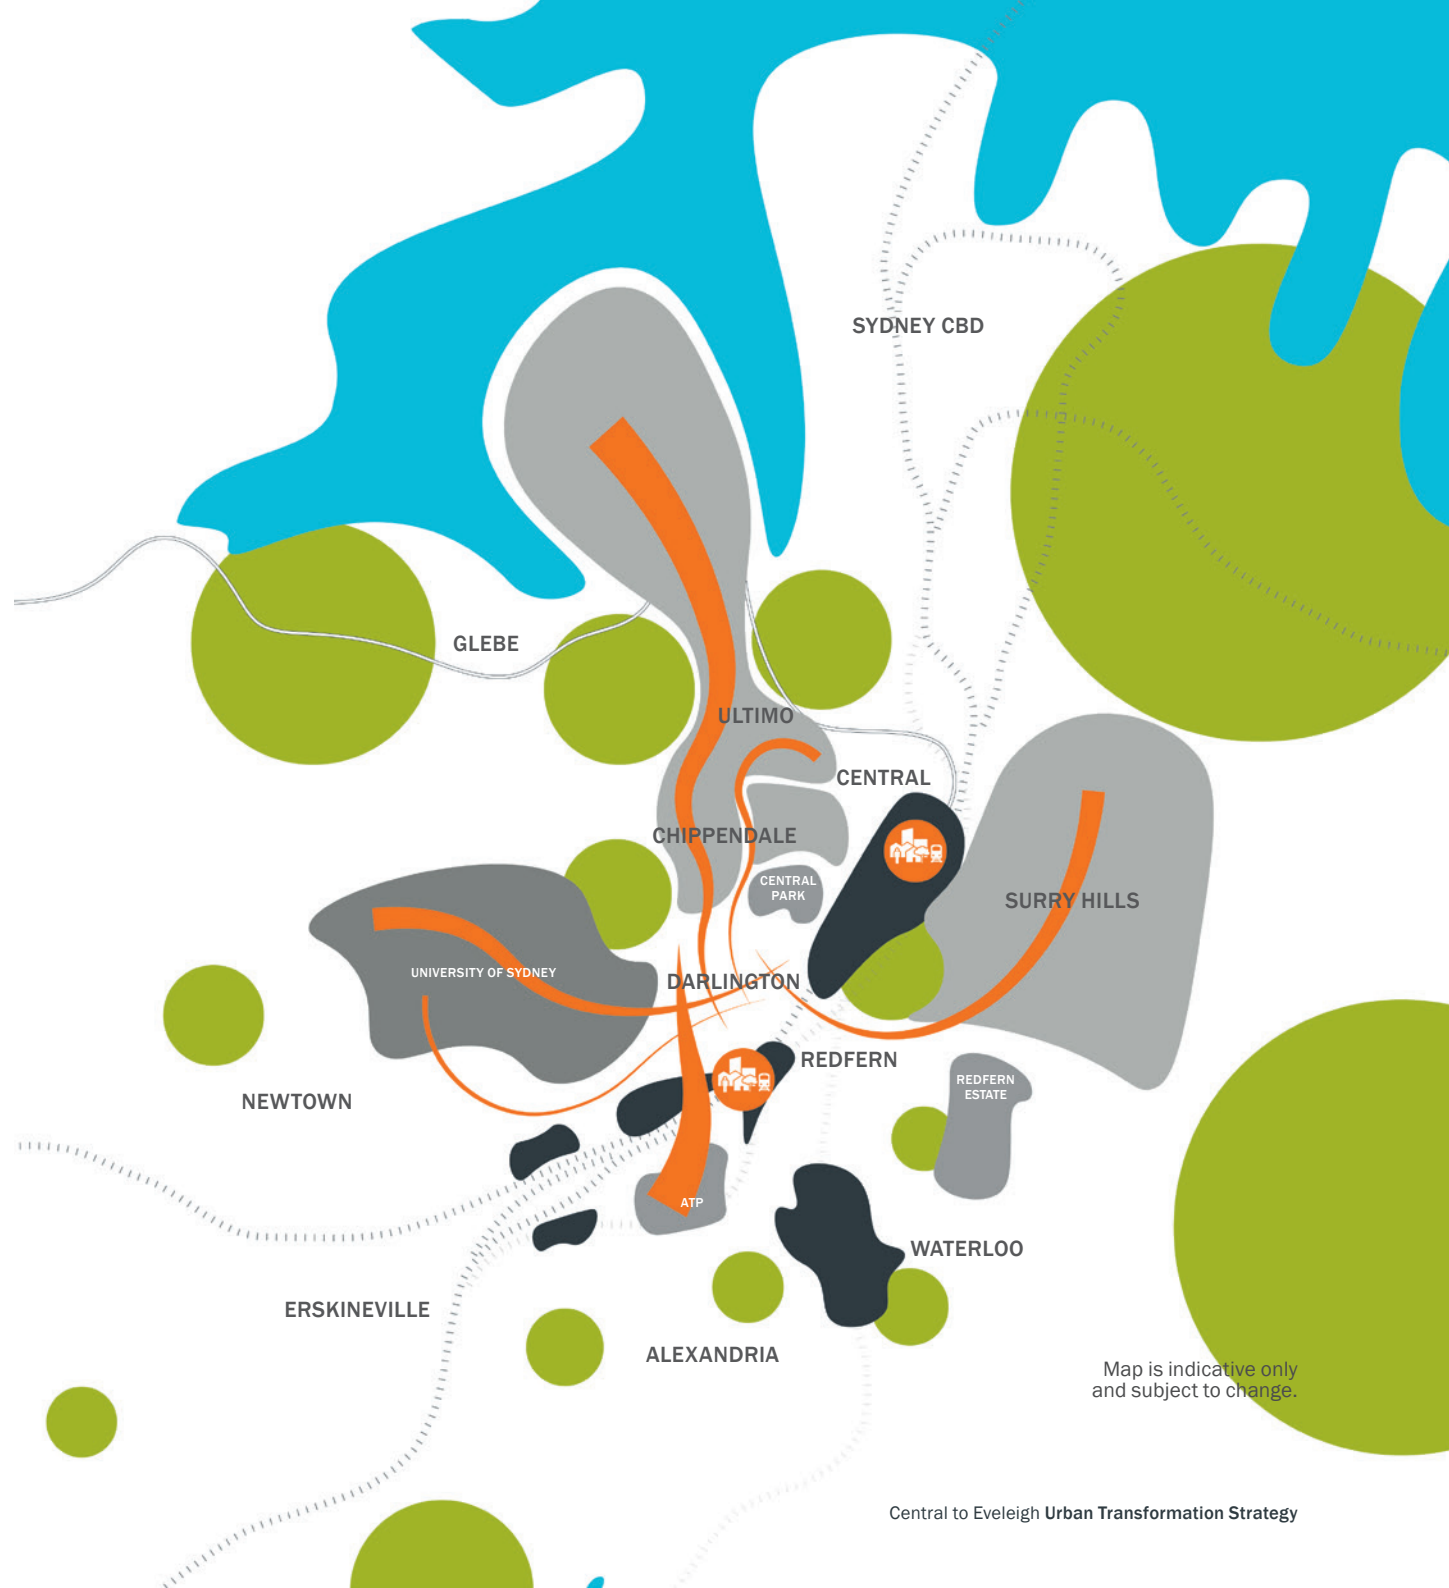 SYDNEY CBD
GLEBE
ULTIMO
CENTRAL
CHIPPENDALE
CENTRAL
PARK
SURRY HILLS
UNIVERSITY OF SYDNEY
DARLINGTON
REDFERN
REDFERN
ESTATE
NEWTOWN
ATP
WATERLOO
ERSKINEVILLE
ALEXANDRIA
Map is indicative only
and subject to change.
Central to Eveleigh Urban Transformation Strategy